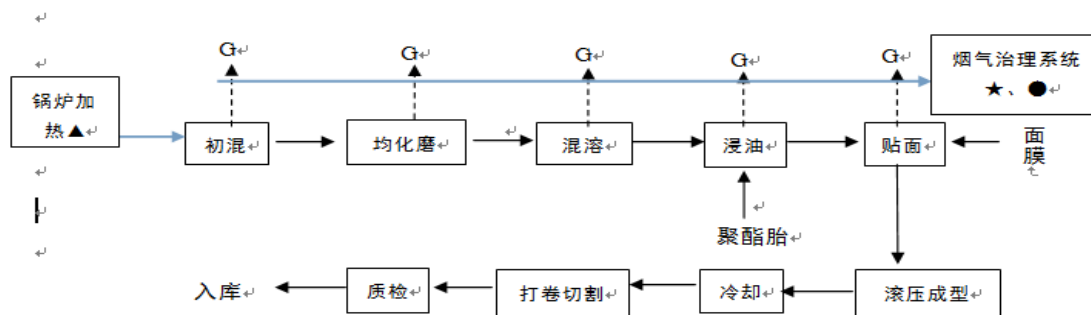 G G G G G
烟气治理系统
★、●
锅炉加
热▲
初混
均化磨
混溶
浸油
贴面
面
膜
聚酯胎
入库
质检
打卷切割
冷却
滚压成型